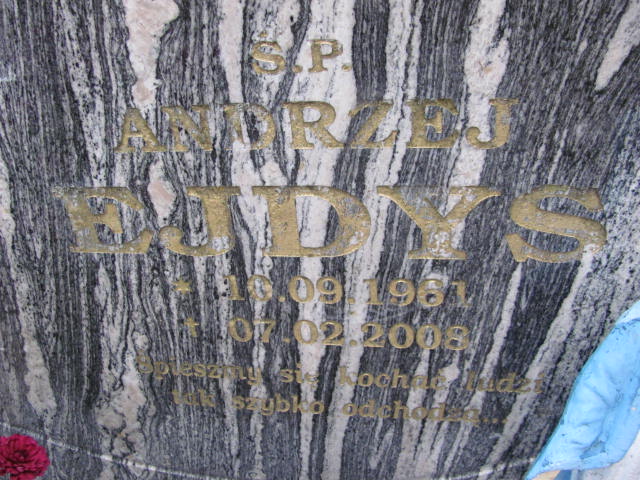 Ś.P.
ANDRZEJ
EJDYS
* 10.09.1961
† 07.02.2008
Śpieszmy się kochać ludzi
tak szybko odchodzą...